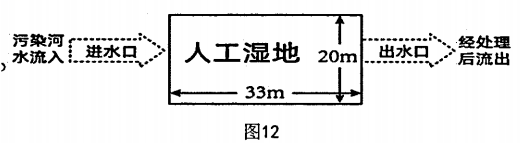 污染河
水流入
进水口
人工湿地
20m
33m
出水口
经处理
后流出
,
图12